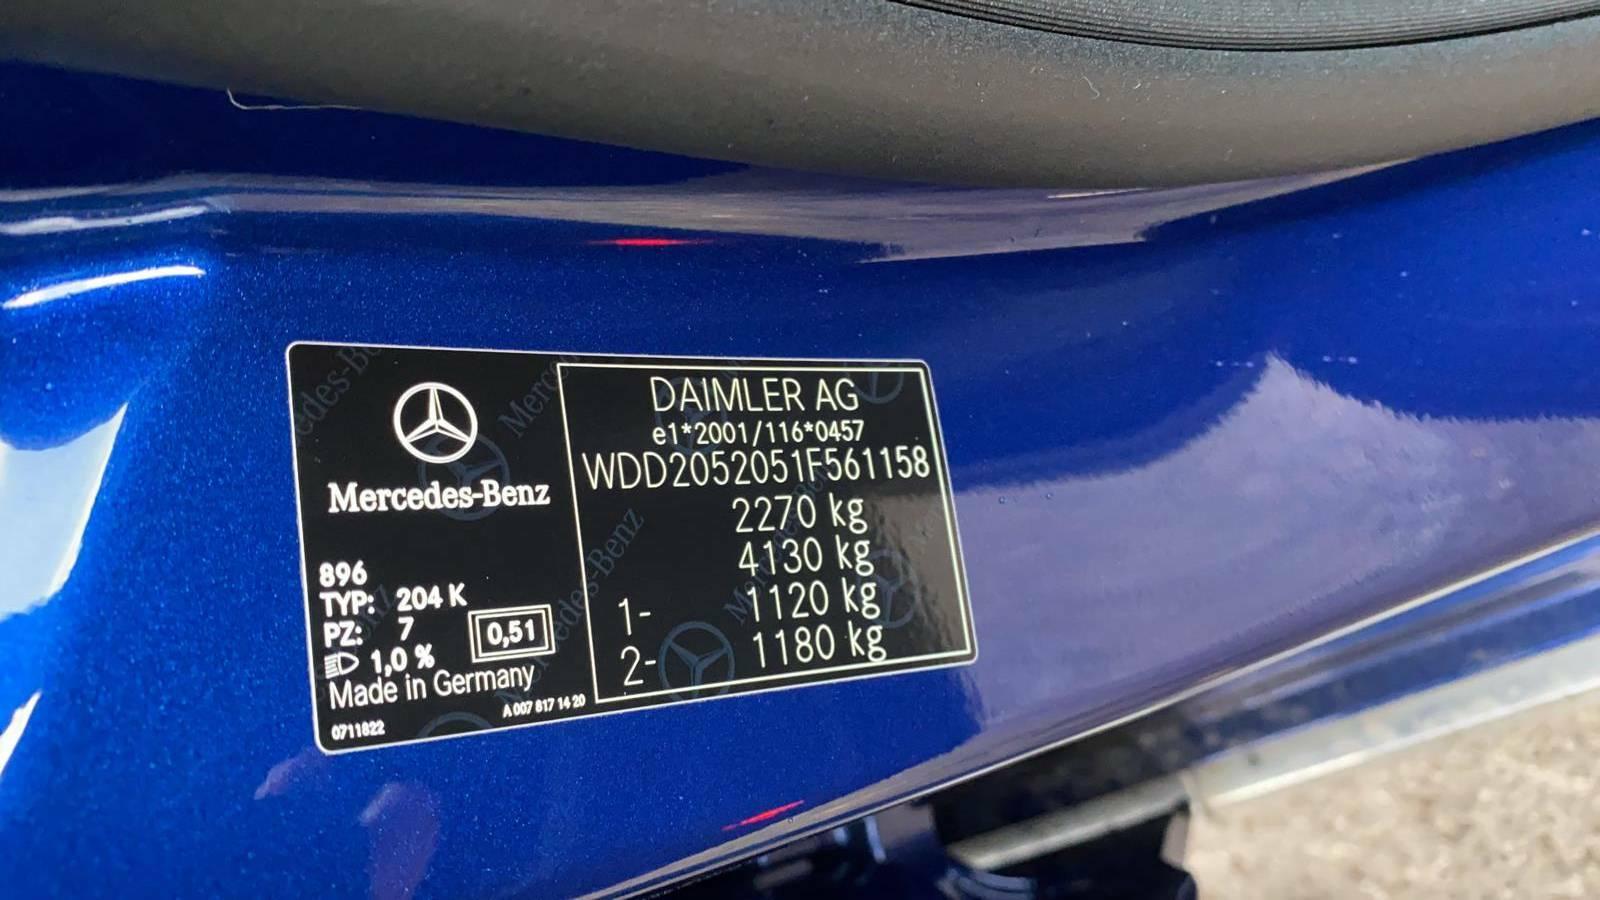 Mercedes-Benz
896
TYP: 204 K
PZ: 7
0,51
1,0 %
Made in Germany
0711822
A 007 817 14 20
DAIMLER AG
e1*2001/116*0457
WDD2052051F561158
2270 kg
4130 kg
1- 1120 kg
2- 1180 kg